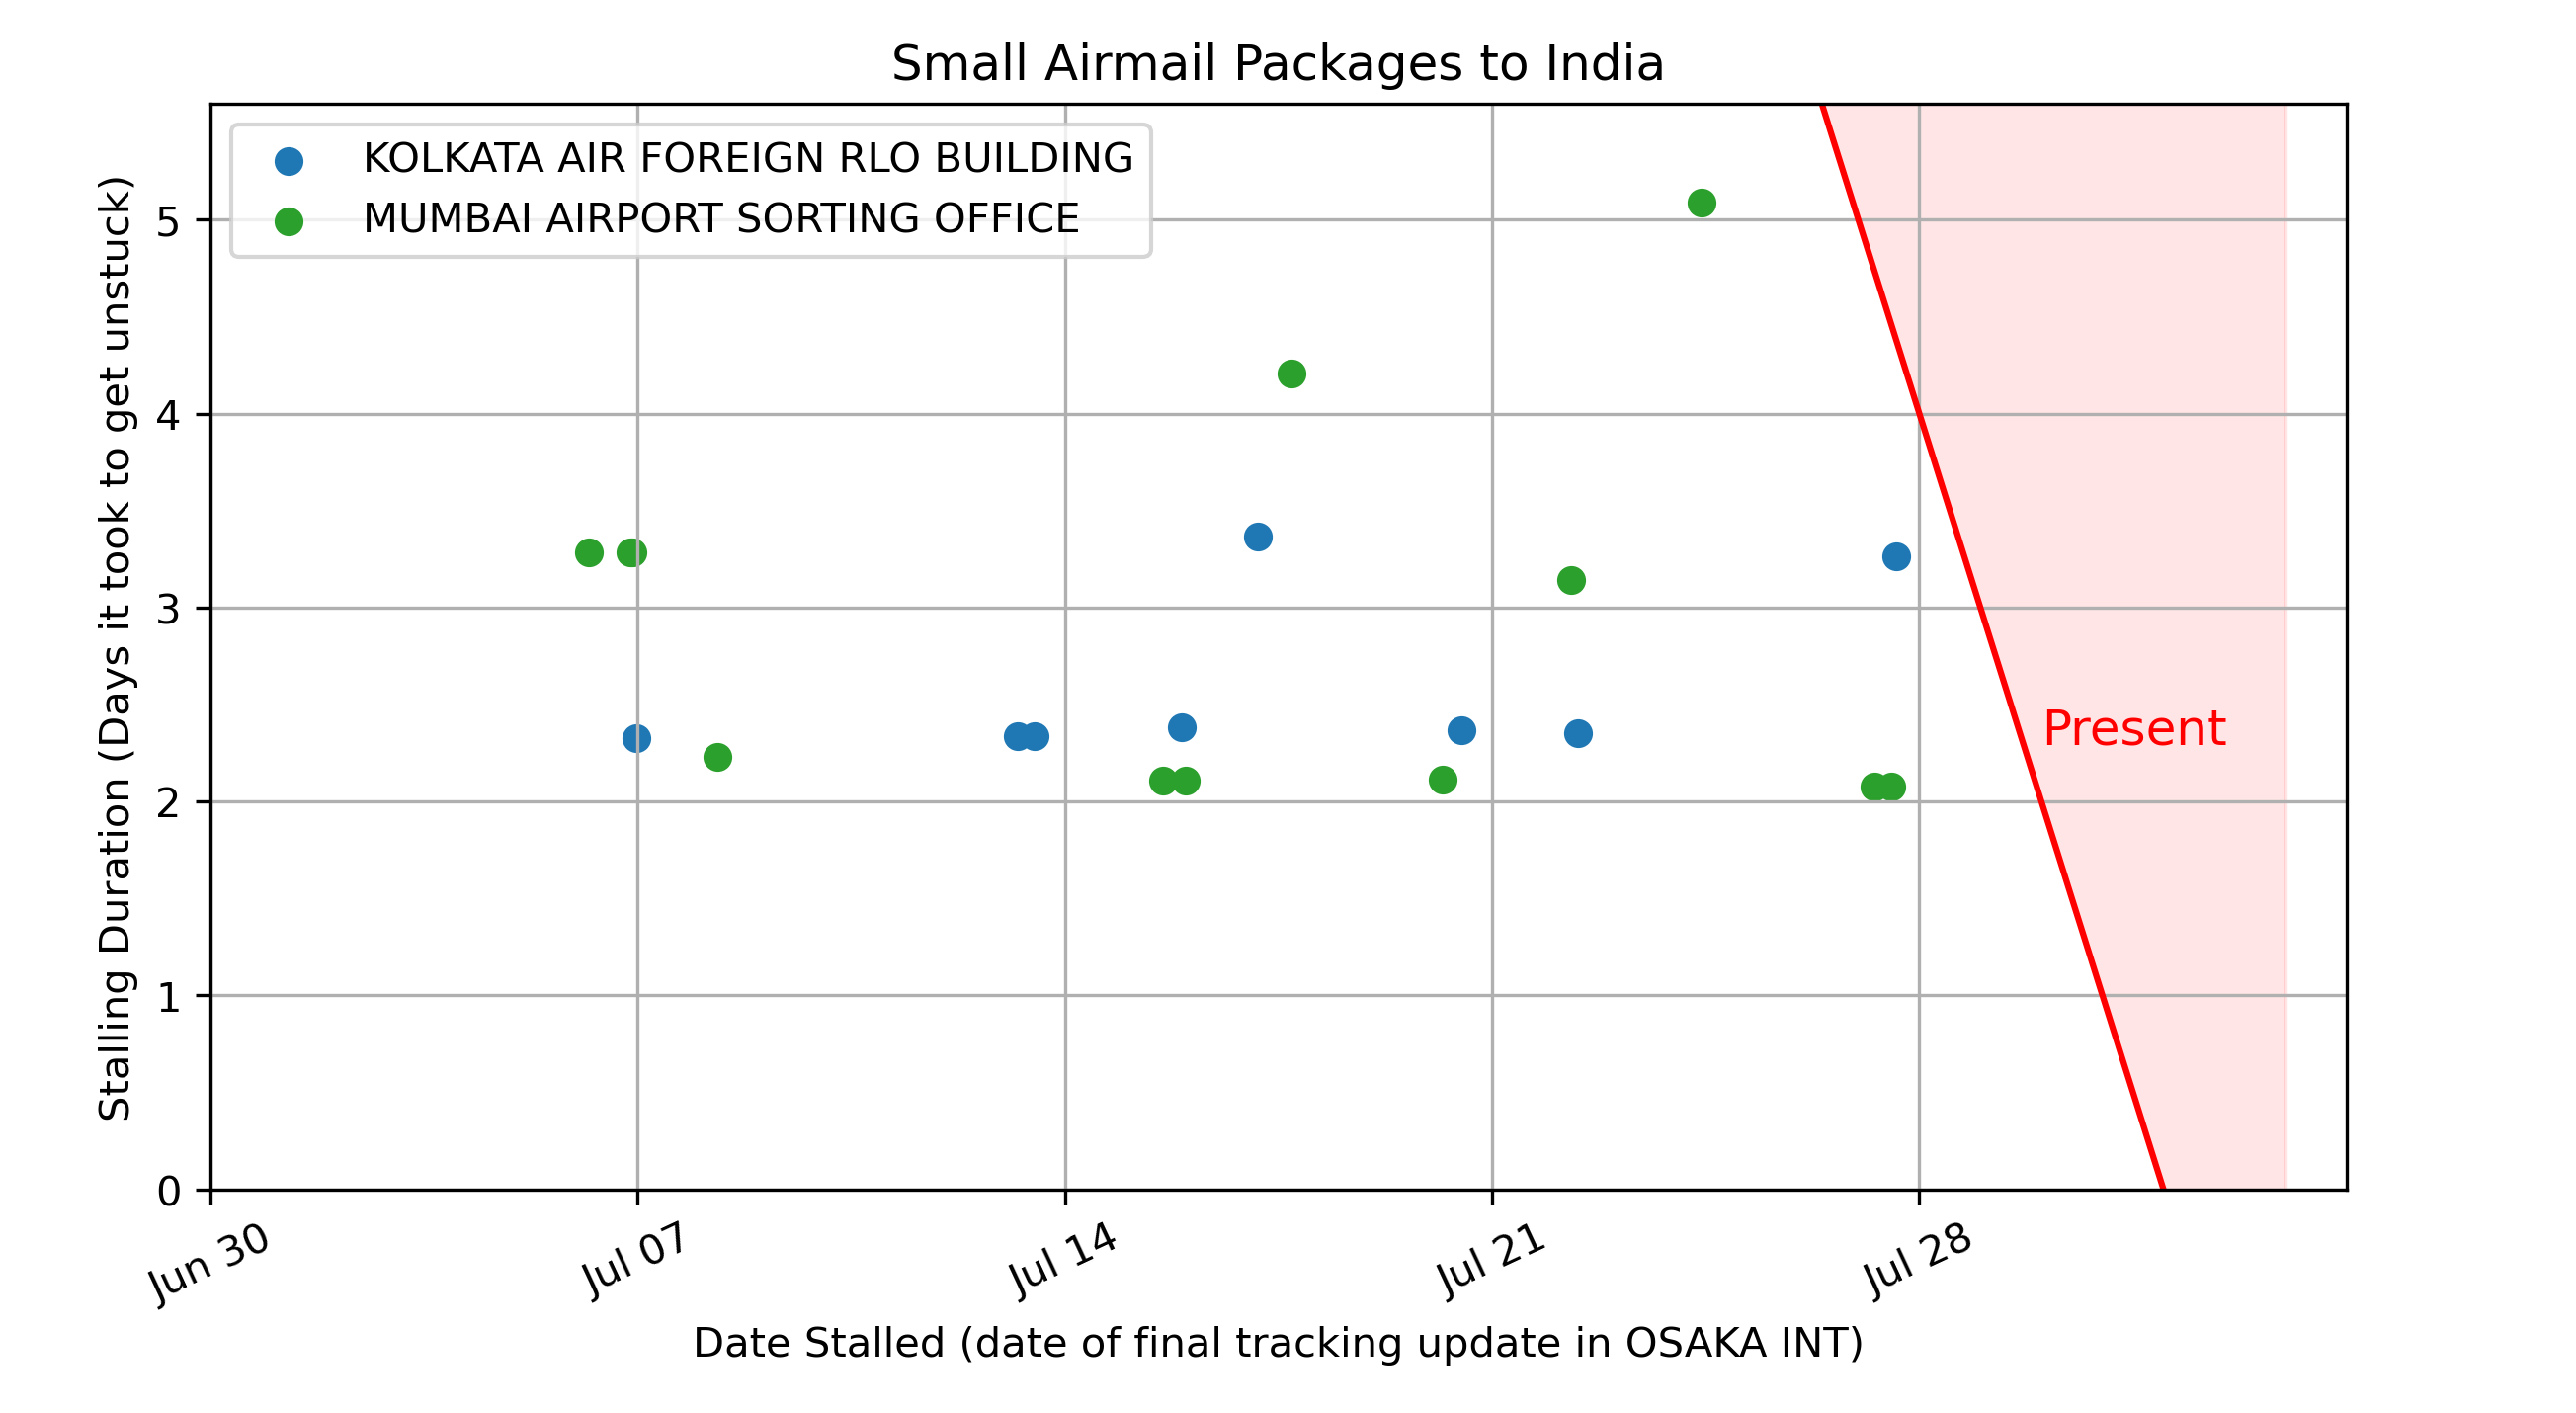 Small Airmail Packages to India
KOLKATA AIR FOREIGN RLO BUILDING
MUMBAI AIRPORT SORTING OFFICE
Stalling Duration (Days it took to get unstuck)
5
4
3
2
1
0
Present
Jun 30
Jul 07
Jul 14
Jul 21
Jul 28
Date Stalled (date of final tracking update in OSAKA INT)